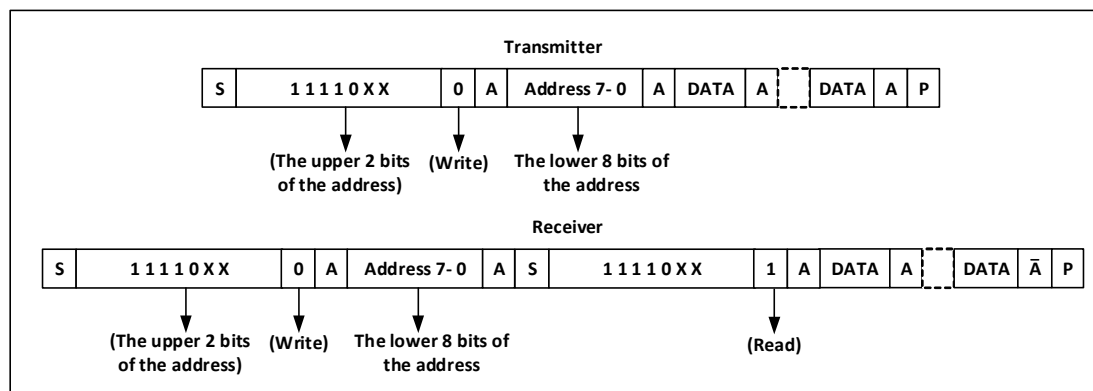 Transmitter
S 1 1 1 1 0 X X 0 A Address 7- 0 A DATA A DATA A P
(The upper 2 bits of the address) (Write) The lower 8 bits of the address
Receiver
S 1 1 1 1 0 X X 0 A Address 7- 0 A S 1 1 1 1 0 X X 1 A DATA A DATA Ā P
(The upper 2 bits of the address) (Write) The lower 8 bits of the address (Read)